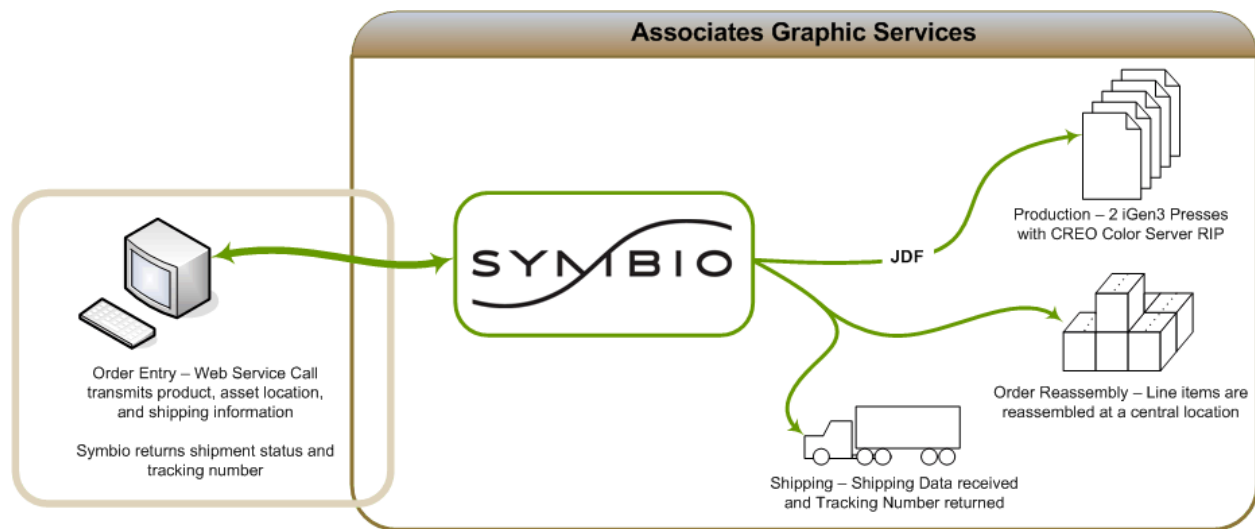 Associates Graphic Services
Order Entry – Web Service Call
transmits product, asset location,
and shipping information
Symbio returns shipment status and
tracking number
SYMBIO
JDF
Production – 2 iGen3 Presses
with CREO Color Server RIP
Order Reassembly – Line items are
reassembled at a central location
Shipping – Shipping Data received
and Tracking Number returned